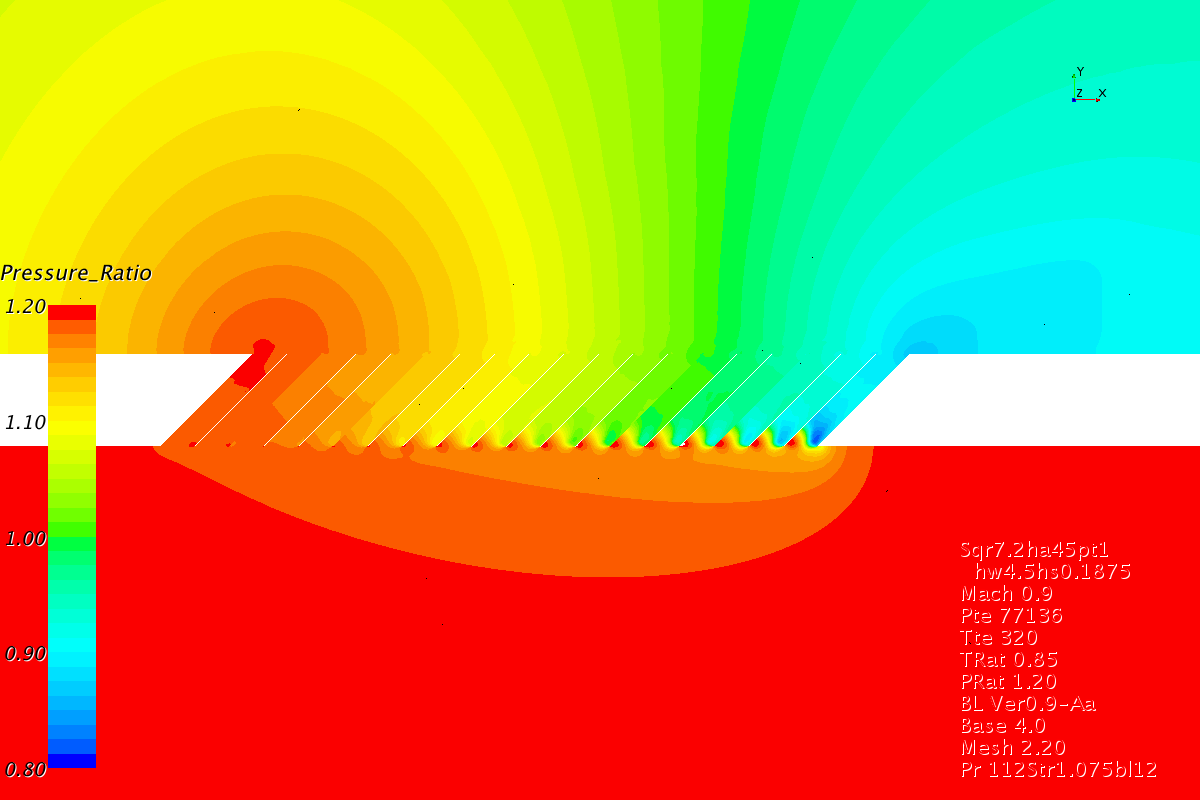 Y
Z X
Pressure_Ratio
1.20
1.10
1.00
0.90
0.80
Sqr7.2ha45pt1
hw4.5hs0.1875
Mach 0.9
Pte 77136
Tte 320
TRat 0.85
PRat 1.20
BL Ver0.9-Aa
Base 4.0
Mesh 2.20
Pr 112Str1.075bl12